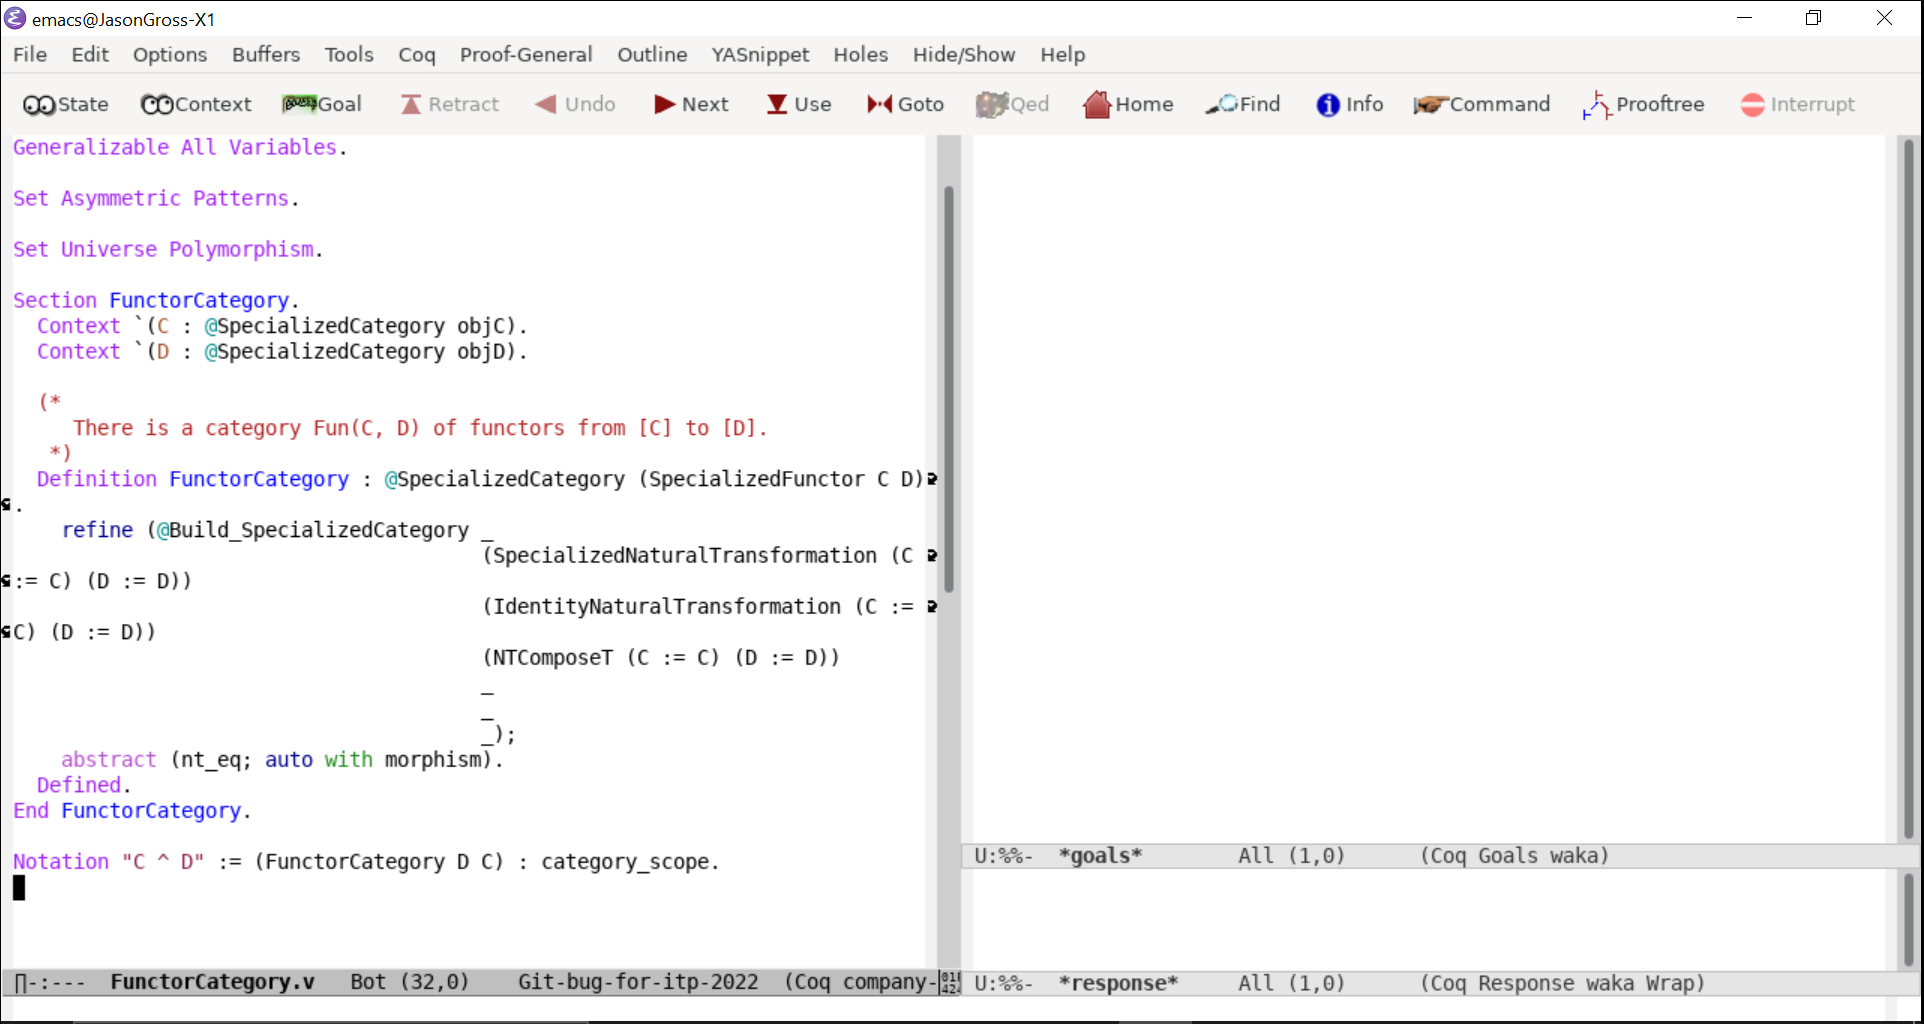 emacs@JasonGross-X1
File Edit Options Buffers Tools Coq Proof-General Outline YASnippet Holes Hide/Show Help
State Context Goal Retract Undo Next Use Goto Qed Home Find Info Command Prooftree Interrupt
Generalizable All Variables.
Set Asymmetric Patterns.
Set Universe Polymorphism.
Section FunctorCategory.
  Context `(C : @SpecializedCategory objC).
  Context `(D : @SpecializedCategory objD).
  (*
     There is a category Fun(C, D) of functors from [C] to [D].
   *)
  Definition FunctorCategory : @SpecializedCategory (SpecializedFunctor C D)
.
    refine (@Build_SpecializedCategory _
                                       (SpecializedNaturalTransformation (C
:= C) (D := D))
                                       (IdentityNaturalTransformation (C :=
C) (D := D))
                                       (NTComposeT (C := C) (D := D))
                                       _
                                       _
                                       _);
    abstract (nt_eq; auto with morphism).
  Defined.
End FunctorCategory.
Notation "C ^ D" := (FunctorCategory D C) : category_scope.
-:--- FunctorCategory.v Bot (32,0) Git-bug-for-itp-2022 (Coq company-
U:%%- *goals* All (1,0) (Coq Goals waka)
U:%%- *response* All (1,0) (Coq Response waka Wrap)